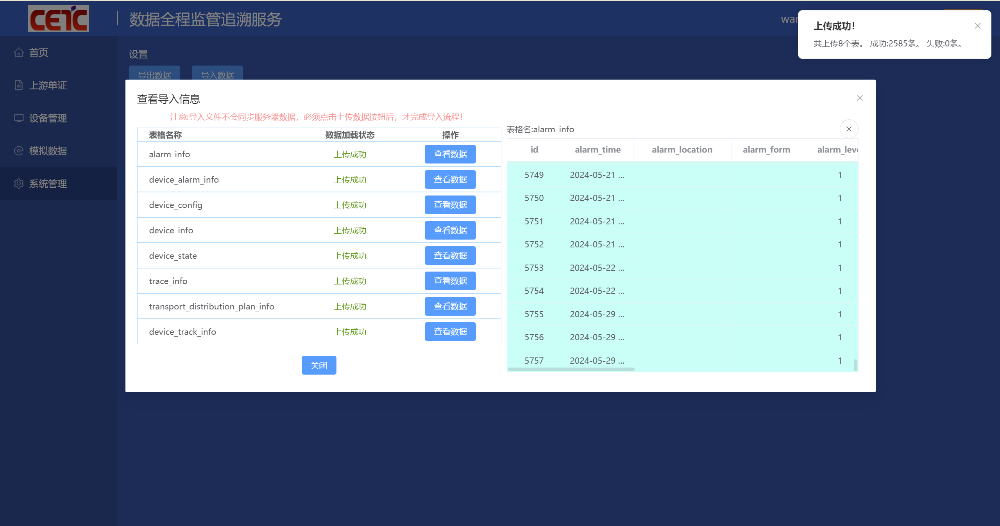 CETC
数据全程监管追溯服务
上传成功！
共上传8个表。 成功:2585条。 失败:0条。
首页
上游单证
设备管理
模拟数据
系统管理
设置
导出数据 导入数据
查看导入信息
注意:导入文件不会同步服务器数据，必须点击上传数据按钮后，才完成导入流程！
表格名称 数据加载状态 操作
alarm_info 上传成功 查看数据
device_alarm_info 上传成功 查看数据
device_config 上传成功 查看数据
device_info 上传成功 查看数据
device_state 上传成功 查看数据
trace_info 上传成功 查看数据
transport_distribution_plan_info 上传成功 查看数据
device_track_info 上传成功 查看数据
关闭
表格名:alarm_info
id alarm_time alarm_location alarm_form
5749 2024-05-21 ... 1
5750 2024-05-21 ... 1
5751 2024-05-21 ... 1
5752 2024-05-21 ... 1
5753 2024-05-22 ... 1
5754 2024-05-22 ... 1
5755 2024-05-29 ... 1
5756 2024-05-29 ... 1
5757 2024-05-29 ... 1